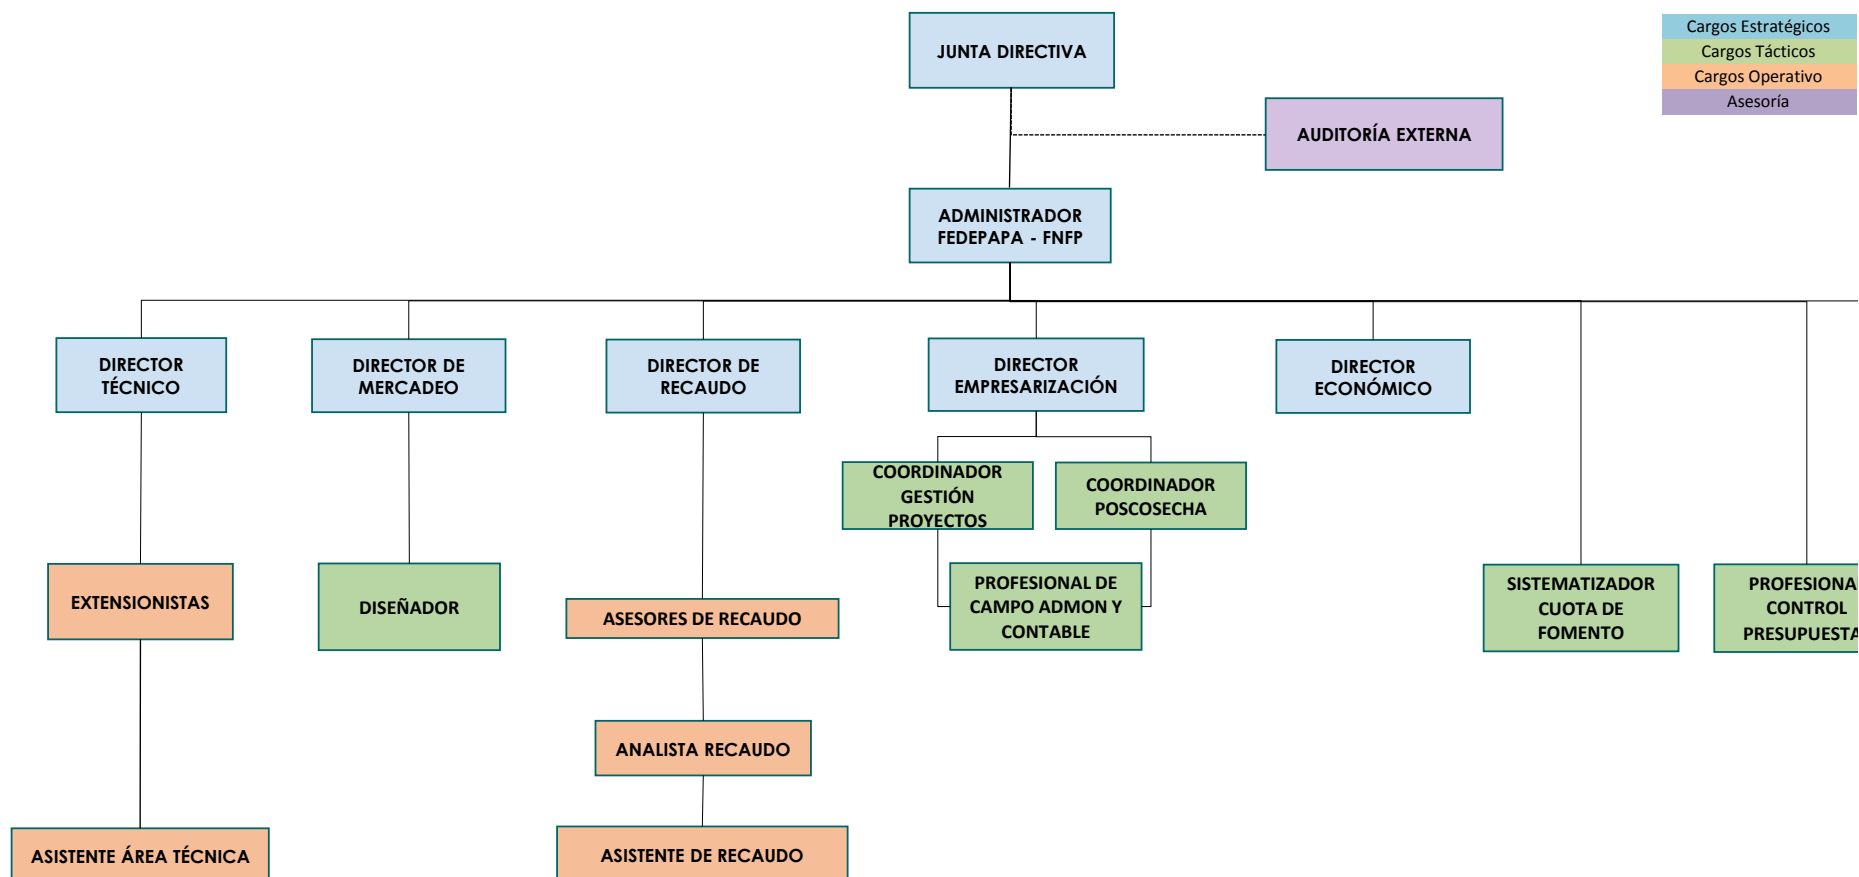 JUNTA DIRECTIVA
Cargos Estratégicos
Cargos Tácticos
Cargos Operativo
Asesoría
AUDITORÍA EXTERNA
ADMINISTRADOR
FEDEPAPA - FNFP
DIRECTOR
TÉCNICO
DIRECTOR DE
MERCADEO
DIRECTOR DE
RECAUDO
DIRECTOR
EMPRESARIZACIÓN
DIRECTOR
ECONÓMICO
COORDINADOR
GESTIÓN
PROYECTOS
COORDINADOR
POSCOSECHA
EXTENSIONISTAS
DISEÑADOR
ASESORES DE RECAUDO
PROFESIONAL DE
CAMPO ADMON Y
CONTABLE
SISTEMATIZADOR
CUOTA DE
FOMENTO
PROFESIONA
CONTROL
PRESUPUESTA
ANALISTA RECAUDO
ASISTENTE ÁREA TÉCNICA
ASISTENTE DE RECAUDO